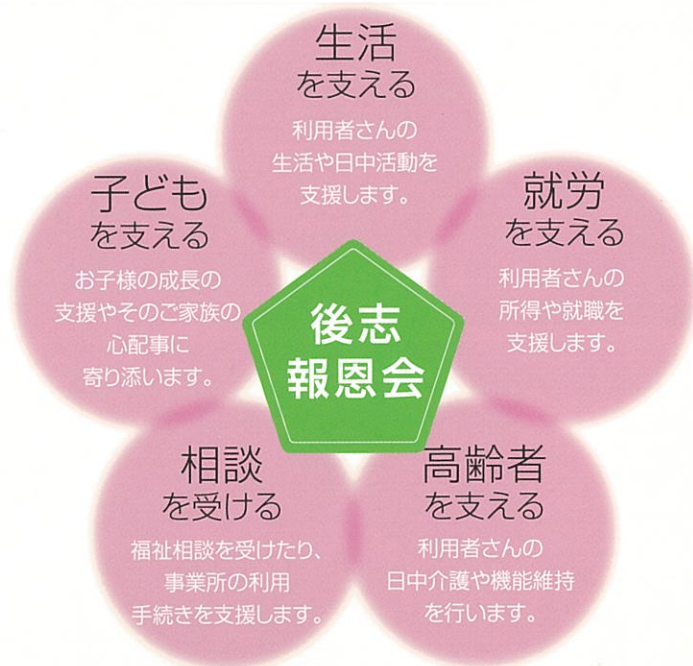 生活
を支える
利用者さんの
生活や日中活動を
支援します。
子ども
を支える
お子様の成長の
支援やそのご家族の
心配事に
寄り添います。
就労
を支える
利用者さんの
所得や就職を
支援します。
後志
報恩会
相談
を受ける
福祉相談を受けたり、
事業所の利用
手続きを支援します。
高齢者
を支える
利用者さんの
日中介護や機能維持
を行います。